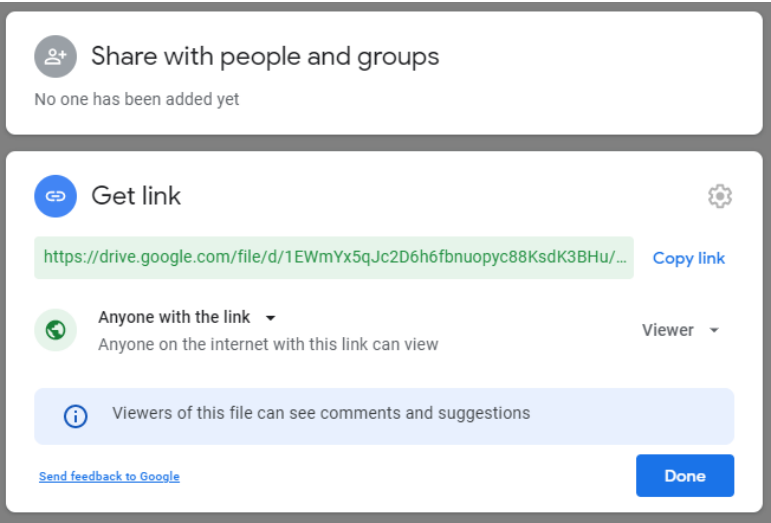 Share with people and groups
No one has been added yet
Get link
https://drive.google.com/file/d/1EWmYx5qJc2D6h6fbnuopyc88KsdK3BHu/...
Copy link
Anyone with the link
Anyone on the internet with this link can view
Viewer
Viewers of this file can see comments and suggestions
Send feedback to Google
Done